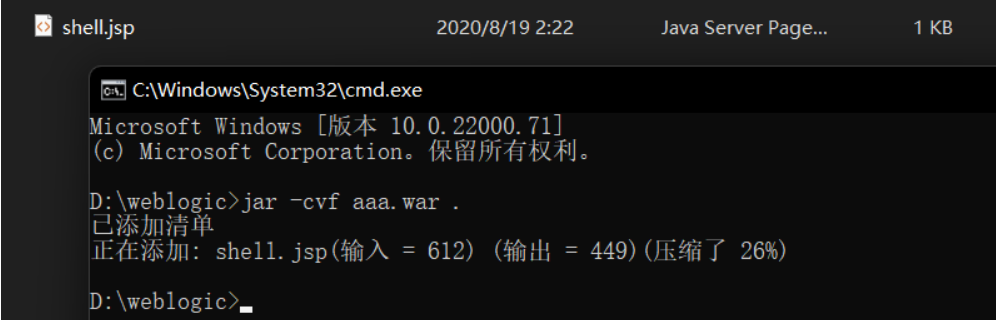 shell.jsp 2020/8/19 2:22 Java Server Page... 1 KB
C:\Windows\System32\cmd.exe
Microsoft Windows [版本 10.0.22000.71]
(c) Microsoft Corporation。保留所有权利。
D:\weblogic>jar -cvf aaa.war .
已添加清单
正在添加: shell.jsp(输入 = 612) (输出 = 449)(压缩了 26%)
D:\weblogic>